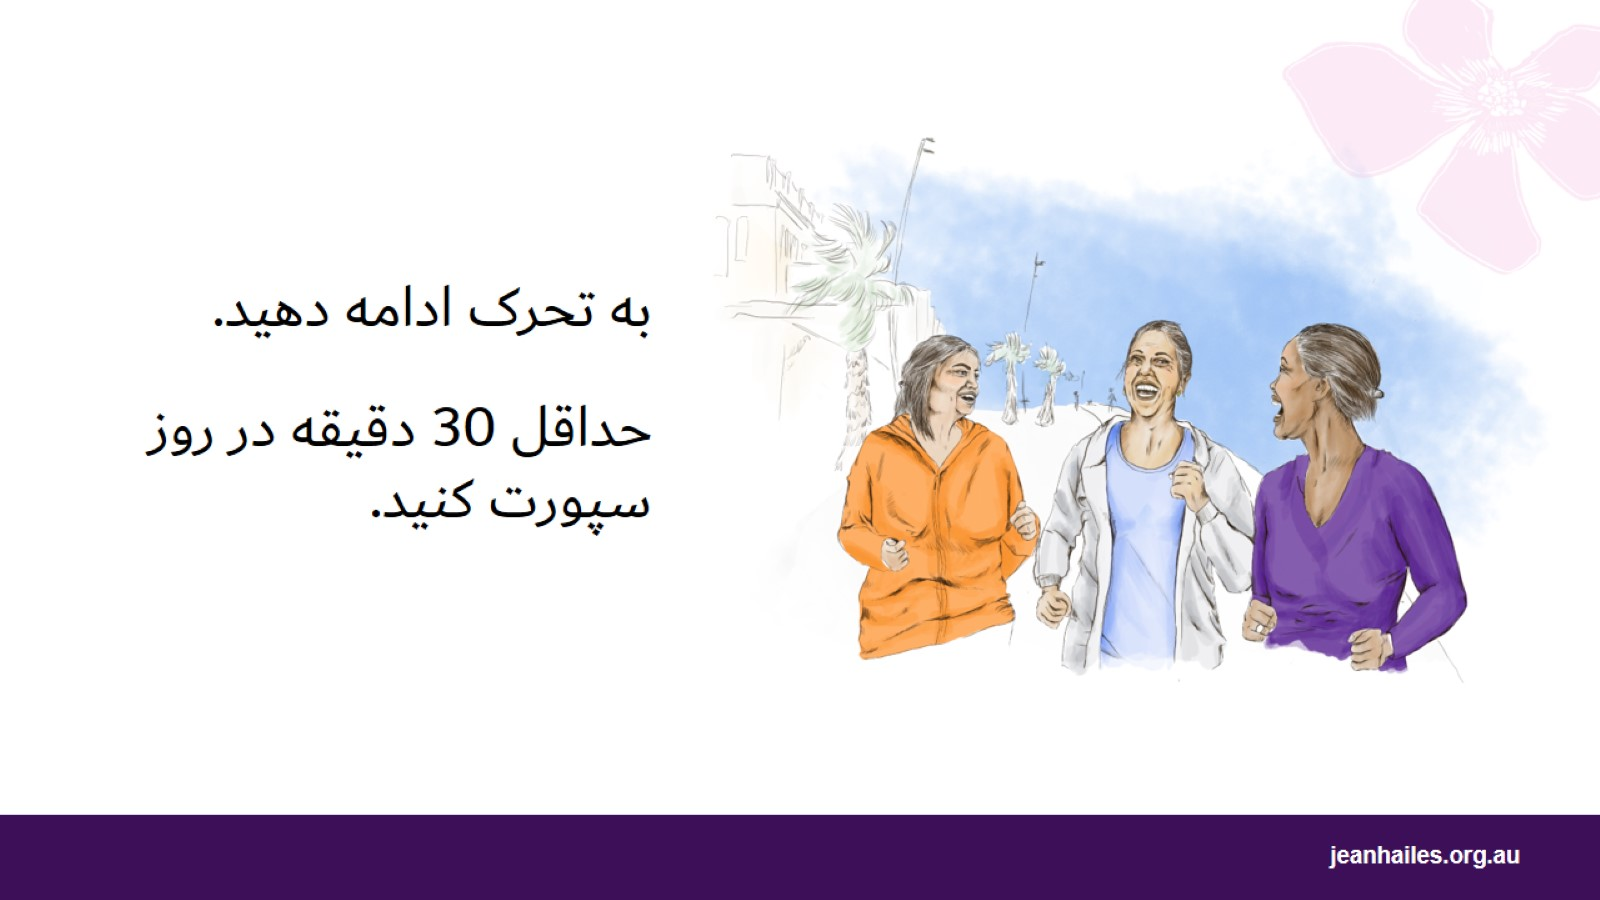 به تحرک ادامه دهید.
حداقل 30 دقیقه در روز
سپورت کنید.
jeanhailes.org.au